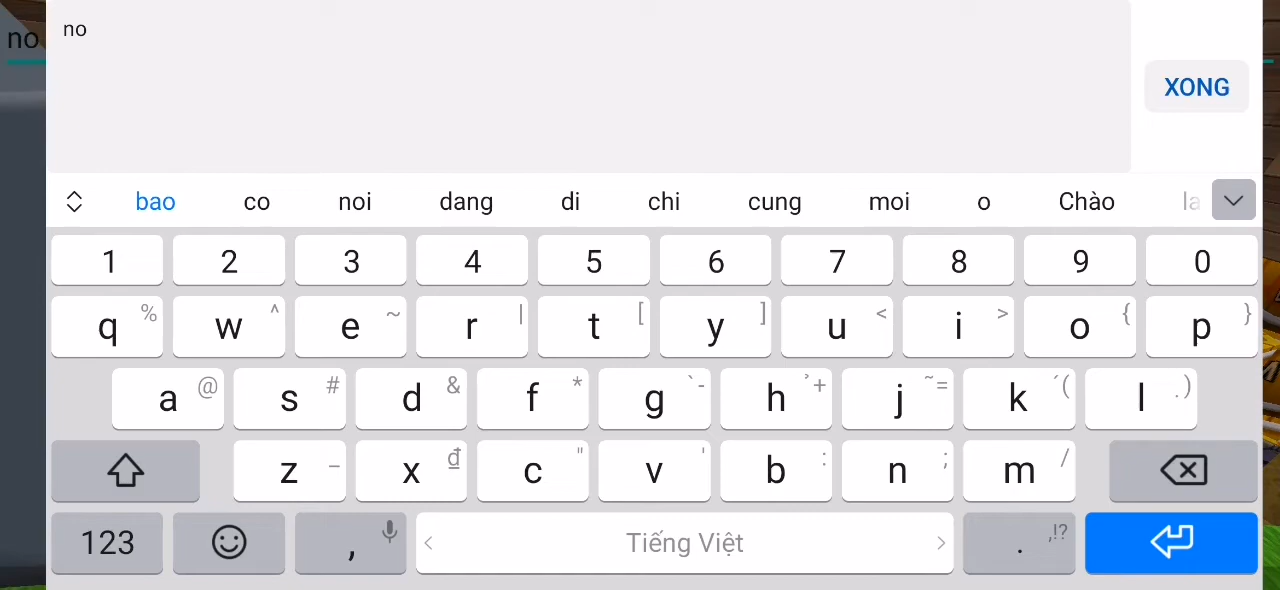 no
no
XONG
bao co noi dang di chi cung moi o Chào la
1 2 3 4 5 6 7 8 9 0
q % w ^ e ~ r | t [ y ] u < i > o { p }
a @ s # d & f * g ` - h ̉ + j ˜ = k ´ ( l . )
z _ x đ c " v ' b : n ; m /
123 , < Tiếng Việt > . ,!?